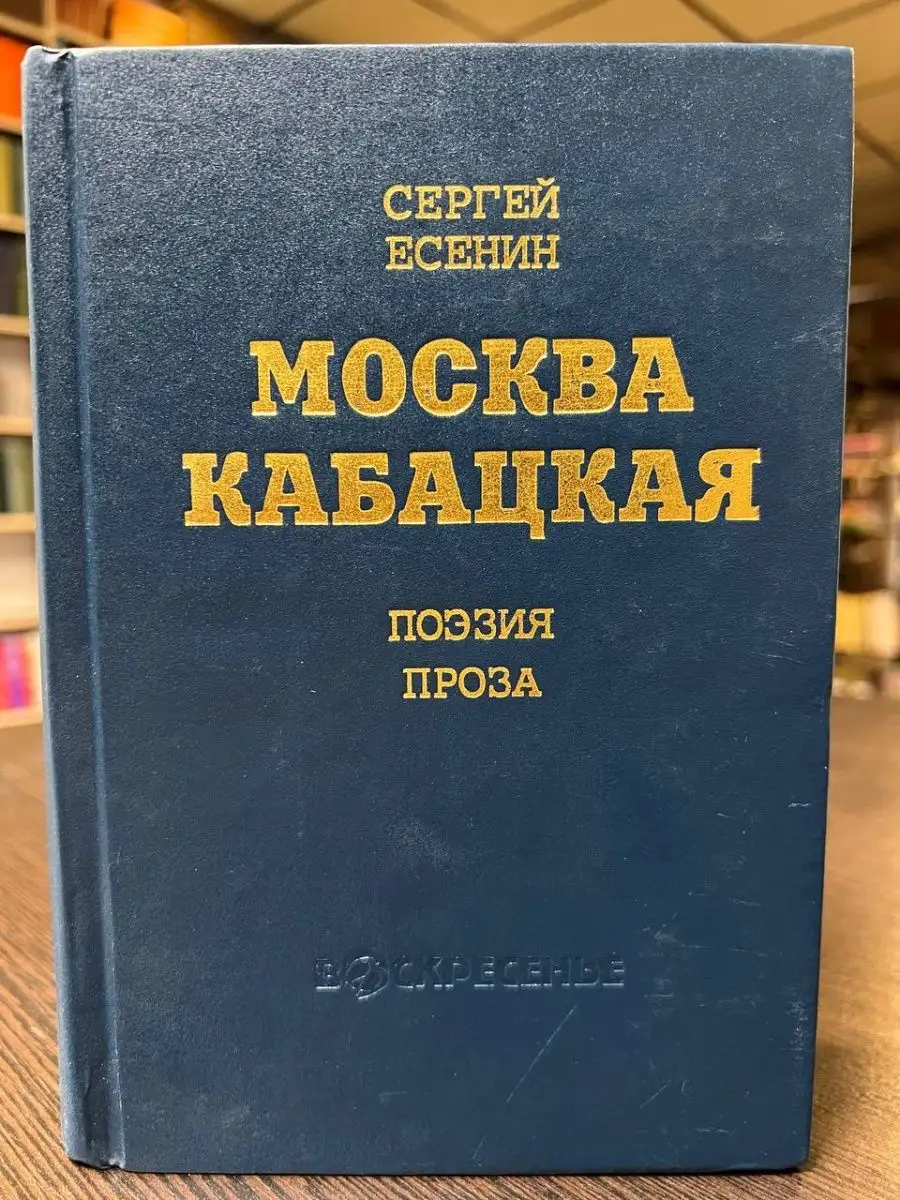 СЕРГЕЙ
ЕСЕНИН
МОСКВА
КАБАЦКАЯ
ПОЭЗИЯ
ПРОЗА
ВОСКРЕСЕНЬЕ